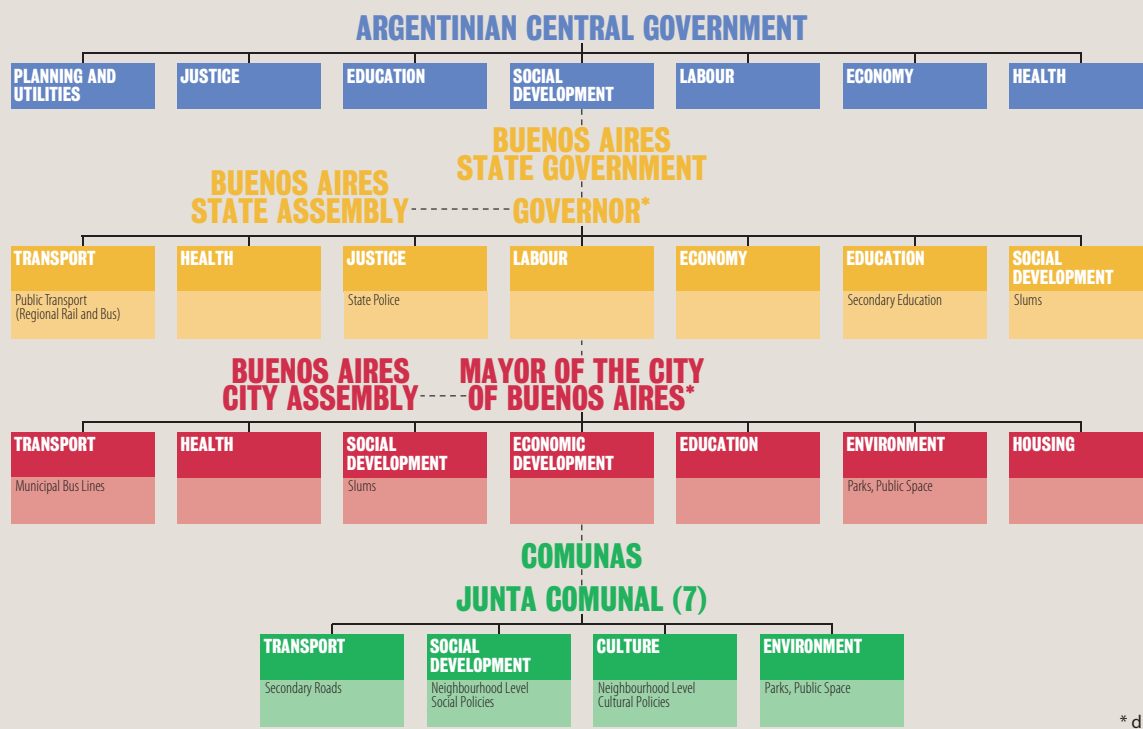 ARGENTINIAN CENTRAL GOVERNMENT
PLANNING AND
UTILITIES
JUSTICE
EDUCATION
SOCIAL
DEVELOPMENT
LABOUR
ECONOMY
HEALTH
BUENOS AIRES
STATE GOVERNMENT
BUENOS AIRES
STATE ASSEMBLY
GOVERNOR*
TRANSPORT
Public Transport
(Regional Rail and Bus)
HEALTH
JUSTICE
State Police
LABOUR
ECONOMY
EDUCATION
Secondary Education
SOCIAL
DEVELOPMENT
Slums
BUENOS AIRES
CITY ASSEMBLY
MAYOR OF THE CITY
OF BUENOS AIRES*
TRANSPORT
Municipal Bus Lines
HEALTH
SOCIAL
DEVELOPMENT
Slums
ECONOMIC
DEVELOPMENT
EDUCATION
ENVIRONMENT
Parks, Public Space
HOUSING
COMUNAS
JUNTA COMUNAL (7)
TRANSPORT
Secondary Roads
SOCIAL
DEVELOPMENT
Neighbourhood Level
Social Policies
CULTURE
Neighbourhood Level
Cultural Policies
ENVIRONMENT
Parks, Public Space
* d